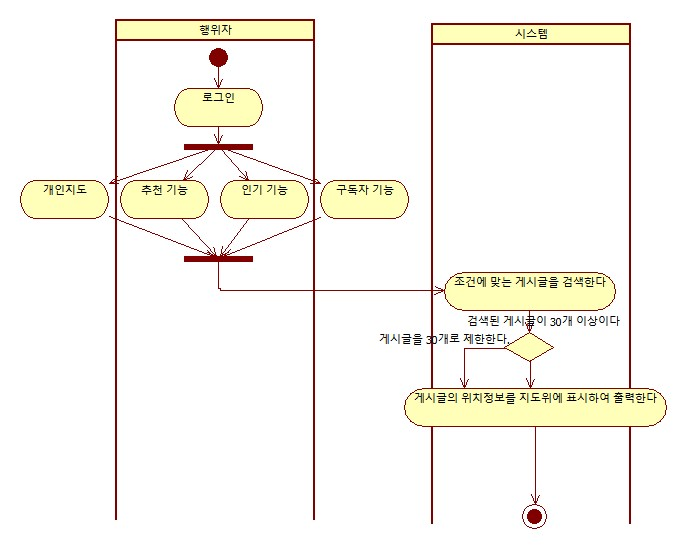 행위자
시스템
로그인
개인지도
추천 기능
인기 기능
구독자 기능
조건에 맞는 게시글을 검색한다
검색된 게시글이 30개 이상이다
게시글을 30개로 제한한다.
게시글의 위치정보를 지도위에 표시하여 출력한다